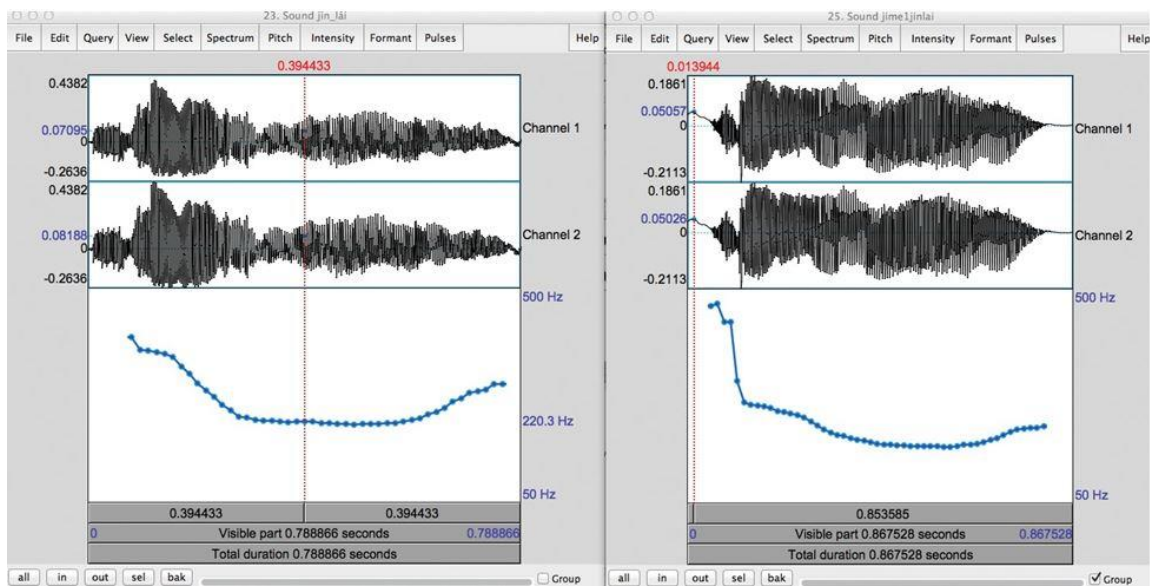 23. Sound jìn_lái
File Edit Query View Select Spectrum Pitch Intensity Formant Pulses Help
0.394433
0.4382
0.07095
0
-0.2636
Channel 1
0.4382
0.08188
0
-0.2636
Channel 2
500 Hz
220.3 Hz
50 Hz
0.394433 0.394433
0 Visible part 0.788866 seconds 0.788866
Total duration 0.788866 seconds
all in out sel bak Group
25. Sound jime1jinlai
File Edit Query View Select Spectrum Pitch Intensity Formant Pulses Help
0.013944
0.1861
0.05057
0
-0.2113
Channel 1
0.1861
0.05026
0
-0.2113
Channel 2
500 Hz
50 Hz
0.853585
0 Visible part 0.867528 seconds 0.867528
Total duration 0.867528 seconds
all in out sel bak Group